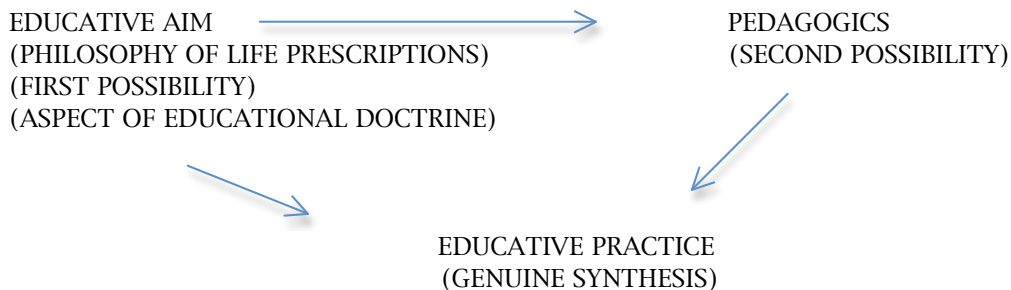 EDUCATIVE AIM
(PHILOSOPHY OF LIFE PRESCRIPTIONS)
(FIRST POSSIBILITY)
(ASPECT OF EDUCATIONAL DOCTRINE)
PEDAGOGICS
(SECOND POSSIBILITY)
EDUCATIVE PRACTICE
(GENUINE SYNTHESIS)